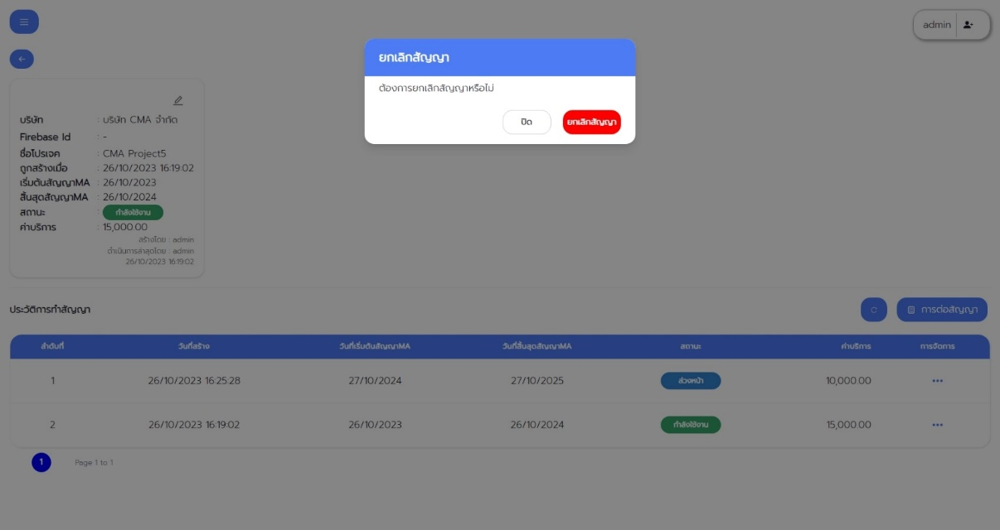 admin
ยกเลิกสัญญา
ต้องการยกเลิกสัญญาหรือไม่
ปิด ยกเลิกสัญญา
บริษัท : บริษัท CMA จำกัด
Firebase Id : -
ชื่อโปรเจค : CMA Project5
ถูกสร้างเมื่อ : 26/10/2023 16:19:02
เริ่มต้นสัญญาMA : 26/10/2023
สิ้นสุดสัญญาMA : 26/10/2024
สถานะ : กำลังใช้งาน
ค่าบริการ : 15,000.00
สร้างโดย : admin
ดำเนินการล่าสุดโดย : admin
26/10/2023 16:19:02
ประวัติการทำสัญญา การต่อสัญญา
ลำดับที่ วันที่สร้าง วันที่เริ่มต้นสัญญาMA วันที่สิ้นสุดสัญญาMA สถานะ ค่าบริการ การจัดการ
1 26/10/2023 16:25:28 27/10/2024 27/10/2025 ล่วงหน้า 10,000.00
2 26/10/2023 16:19:02 26/10/2023 26/10/2024 กำลังใช้งาน 15,000.00
1 Page 1 to 1